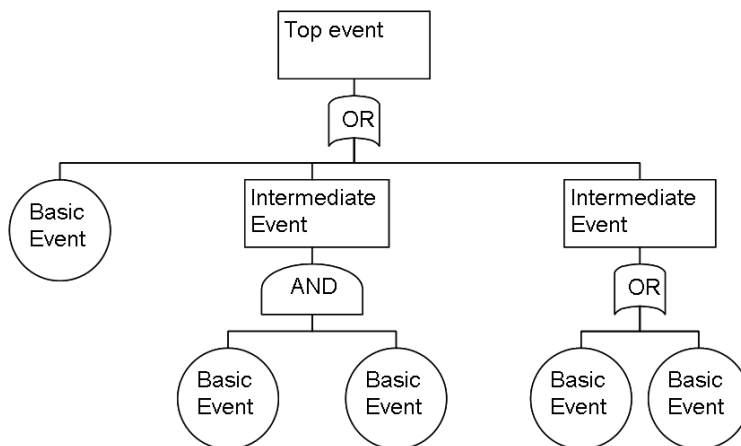 Top event
OR
Basic
Event
Intermediate
Event
Intermediate
Event
AND
OR
Basic
Event
Basic
Event
Basic
Event
Basic
Event